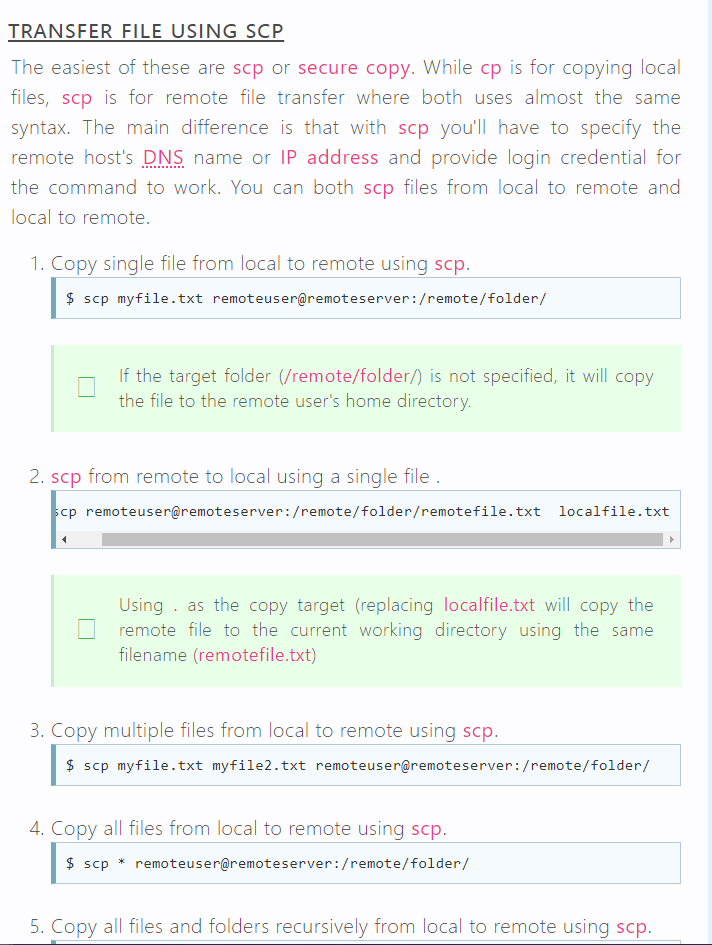 TRANSFER FILE USING SCP
The easiest of these are scp or secure copy. While cp is for copying local
files, scp is for remote file transfer where both uses almost the same
syntax. The main difference is that with scp you'll have to specify the
remote host's DNS name or IP address and provide login credential for
the command to work. You can both scp files from local to remote and
local to remote.
1. Copy single file from local to remote using scp.
$ scp myfile.txt remoteuser@remoteserver:/remote/folder/
If the target folder (/remote/folder/) is not specified, it will copy
the file to the remote user's home directory.
2. scp from remote to local using a single file .
scp remoteuser@remoteserver:/remote/folder/remotefile.txt  localfile.txt
Using . as the copy target (replacing localfile.txt will copy the
remote file to the current working directory using the same
filename (remotefile.txt)
3. Copy multiple files from local to remote using scp.
$ scp myfile.txt myfile2.txt remoteuser@remoteserver:/remote/folder/
4. Copy all files from local to remote using scp.
$ scp * remoteuser@remoteserver:/remote/folder/
5. Copy all files and folders recursively from local to remote using scp.